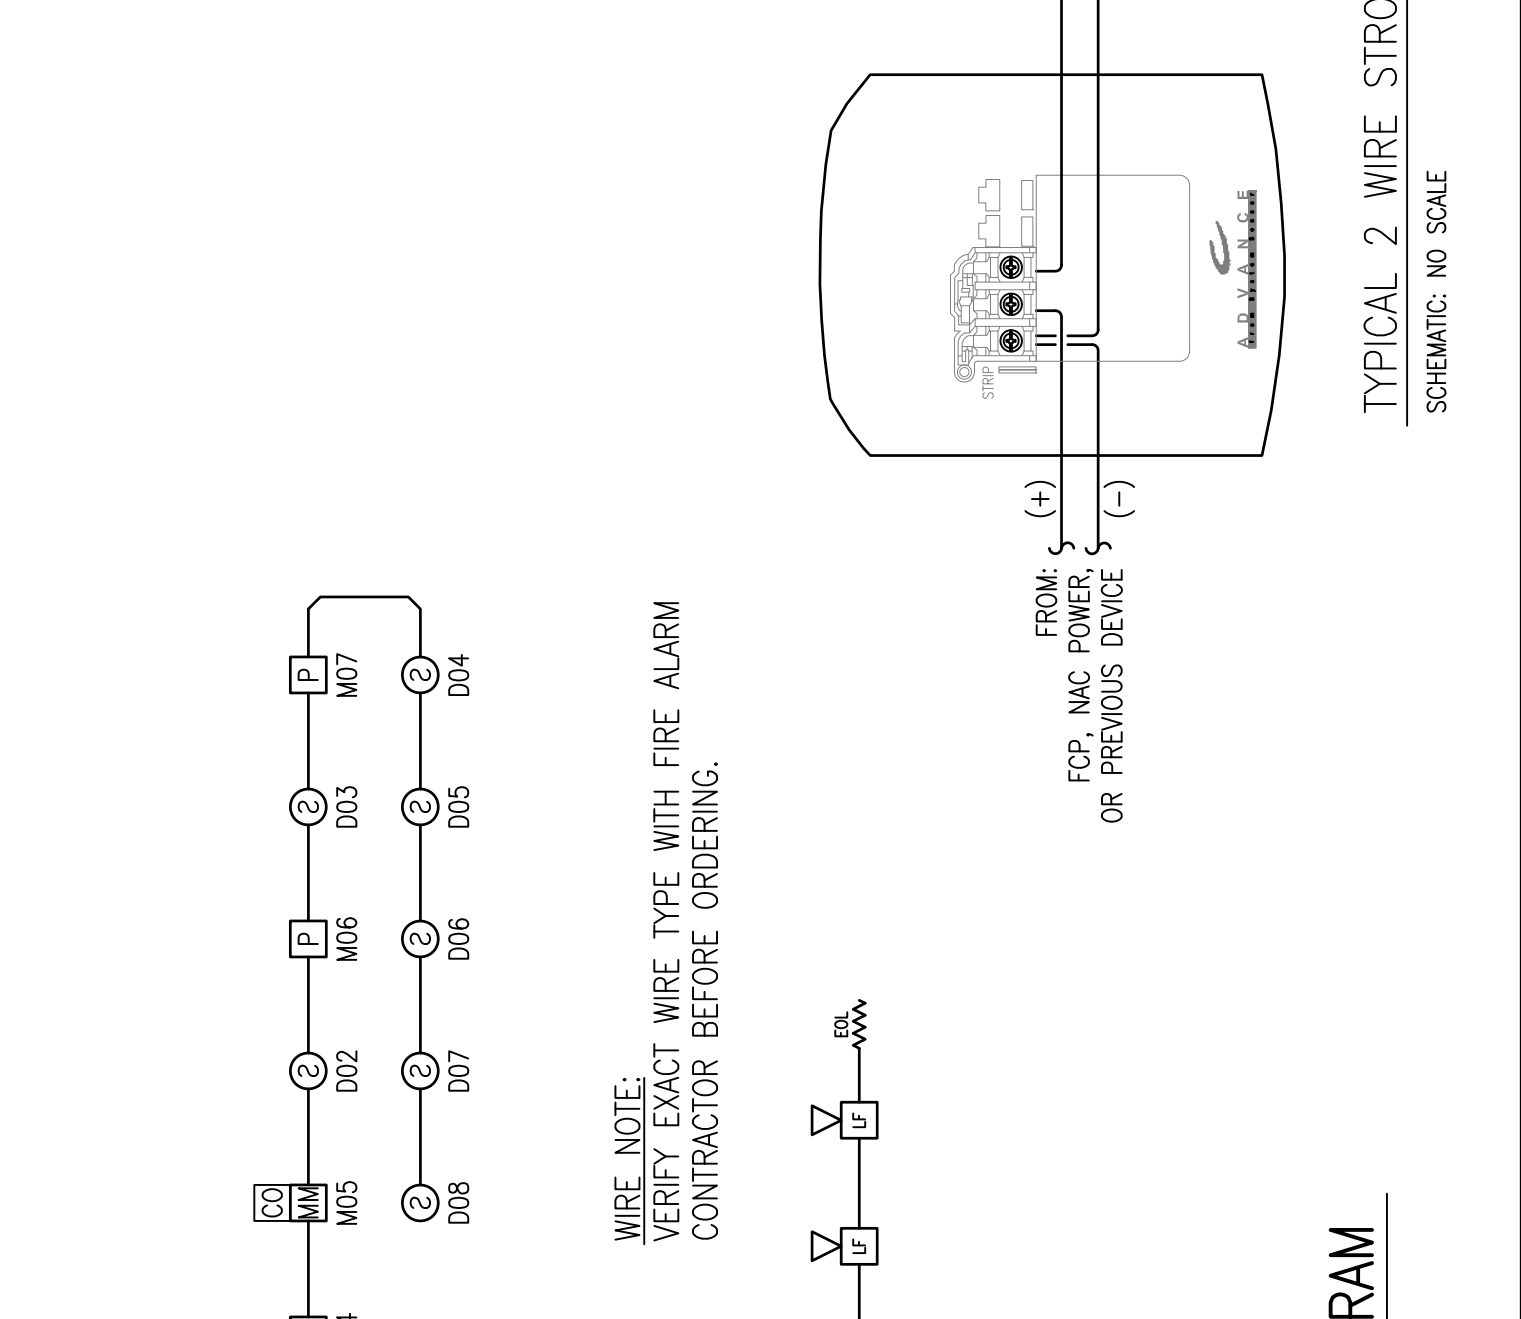 P
M07
S
D03
P
M06
S
D02
CO
MM
M05
S
D04
S
D05
S
D06
S
D07
S
D08
WIRE NOTE:
VERIFY EXACT WIRE TYPE WITH FIRE ALARM
CONTRACTOR BEFORE ORDERING.
EOL
LF
LF
STRIP
ADVANCE
(+)
(-)
FROM:
FCP, NAC POWER,
OR PREVIOUS DEVICE
TYPICAL 2 WIRE STRO
SCHEMATIC: NO SCALE
RAM